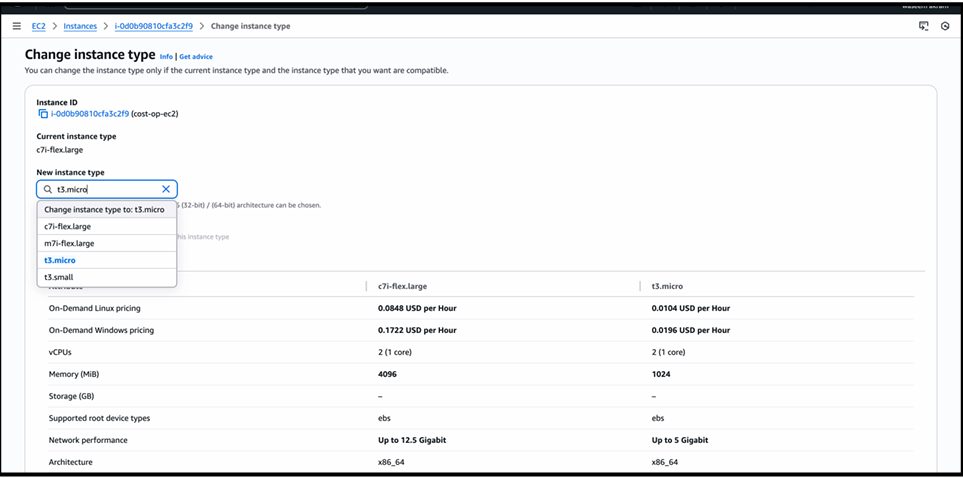 EC2 > Instances > i-0d0b90810cfa3c2f9 > Change instance type
Change instance type Info | Get advice
You can change the instance type only if the current instance type and the instance type that you want are compatible.
Instance ID
i-0d0b90810cfa3c2f9 (cost-op-ec2)
Current instance type
c7i-flex.large
New instance type
t3.micro
(32-bit) / (64-bit) architecture can be chosen.
Change instance type to: t3.micro
c7i-flex.large
m7i-flex.large
his instance type
t3.micro
t3.small
c7i-flex.large t3.micro
On-Demand Linux pricing 0.0848 USD per Hour 0.0104 USD per Hour
On-Demand Windows pricing 0.1722 USD per Hour 0.0196 USD per Hour
vCPUs 2 (1 core) 2 (1 core)
Memory (MiB) 4096 1024
Storage (GB) – –
Supported root device types ebs ebs
Network performance Up to 12.5 Gigabit Up to 5 Gigabit
Architecture x86_64 x86_64